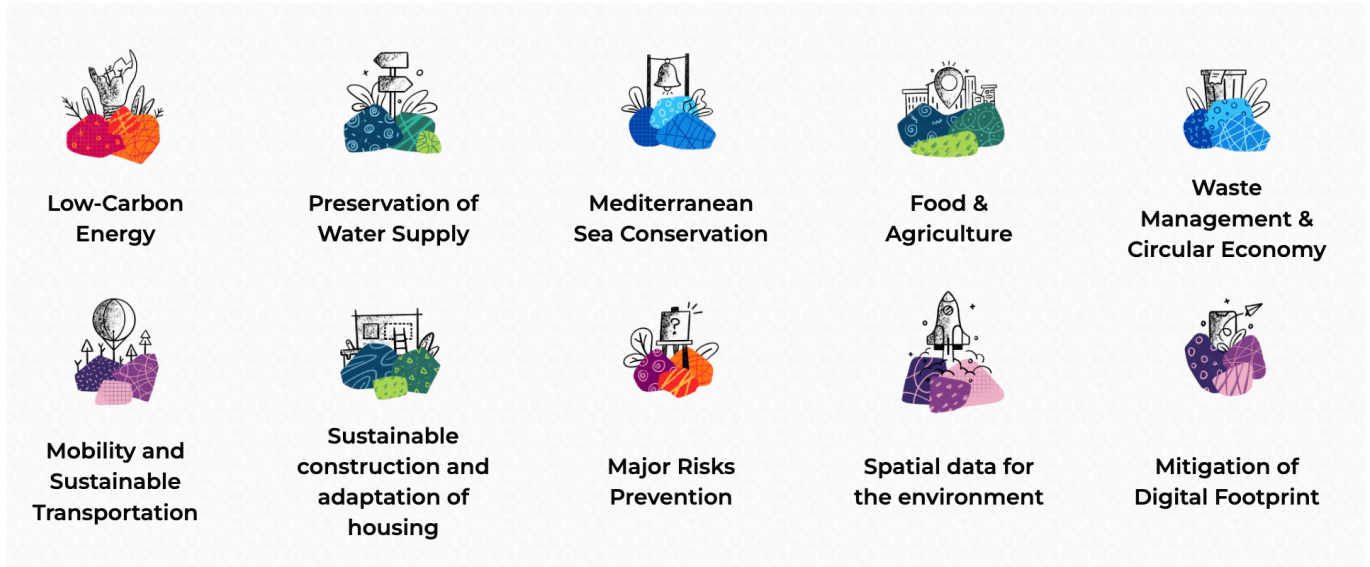 Low-Carbon
Energy
Preservation of
Water Supply
Mediterranean
Sea Conservation
Food &
Agriculture
Waste
Management &
Circular Economy
?
Mobility and
Sustainable
Transportation
Sustainable
construction and
adaptation of
housing
Major Risks
Prevention
Spatial data for
the environment
Mitigation of
Digital Footprint